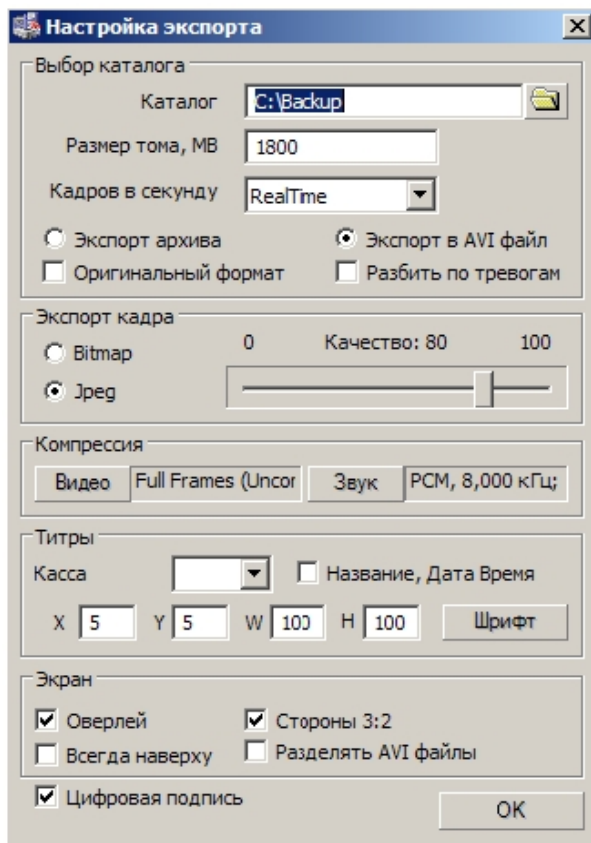 Настройка экспорта
Выбор каталога
Каталог C:\Backup
Размер тома, МВ 1800
Кадров в секунду RealTime
Экспорт архива Экспорт в AVI файл
Оригинальный формат Разбить по тревогам
Экспорт кадра
Bitmap 0 Качество: 80 100
Jpeg
Компрессия
Видео Full Frames (Uncor Звук PCM, 8,000 кГц;
Титры
Касса Название, Дата Время
X 5 Y 5 W 100 H 100 Шрифт
Экран
Оверлей Стороны 3:2
Всегда наверху Разделять AVI файлы
Цифровая подпись OK